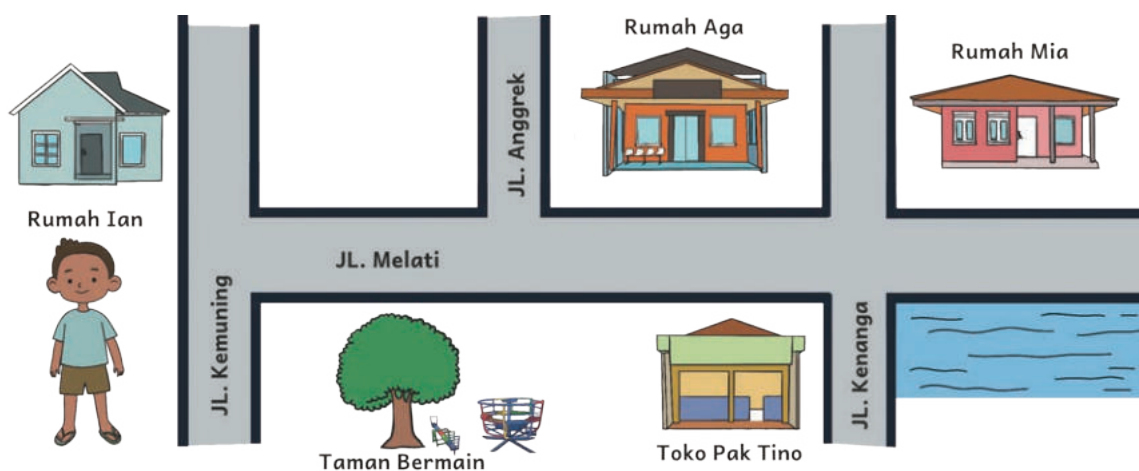 Rumah Aga
Rumah Mia
JL. Anggrek
Rumah Ian
JL. Melati
JL. Kemuning
JL. Kenanga
Taman Bermain
Toko Pak Tino